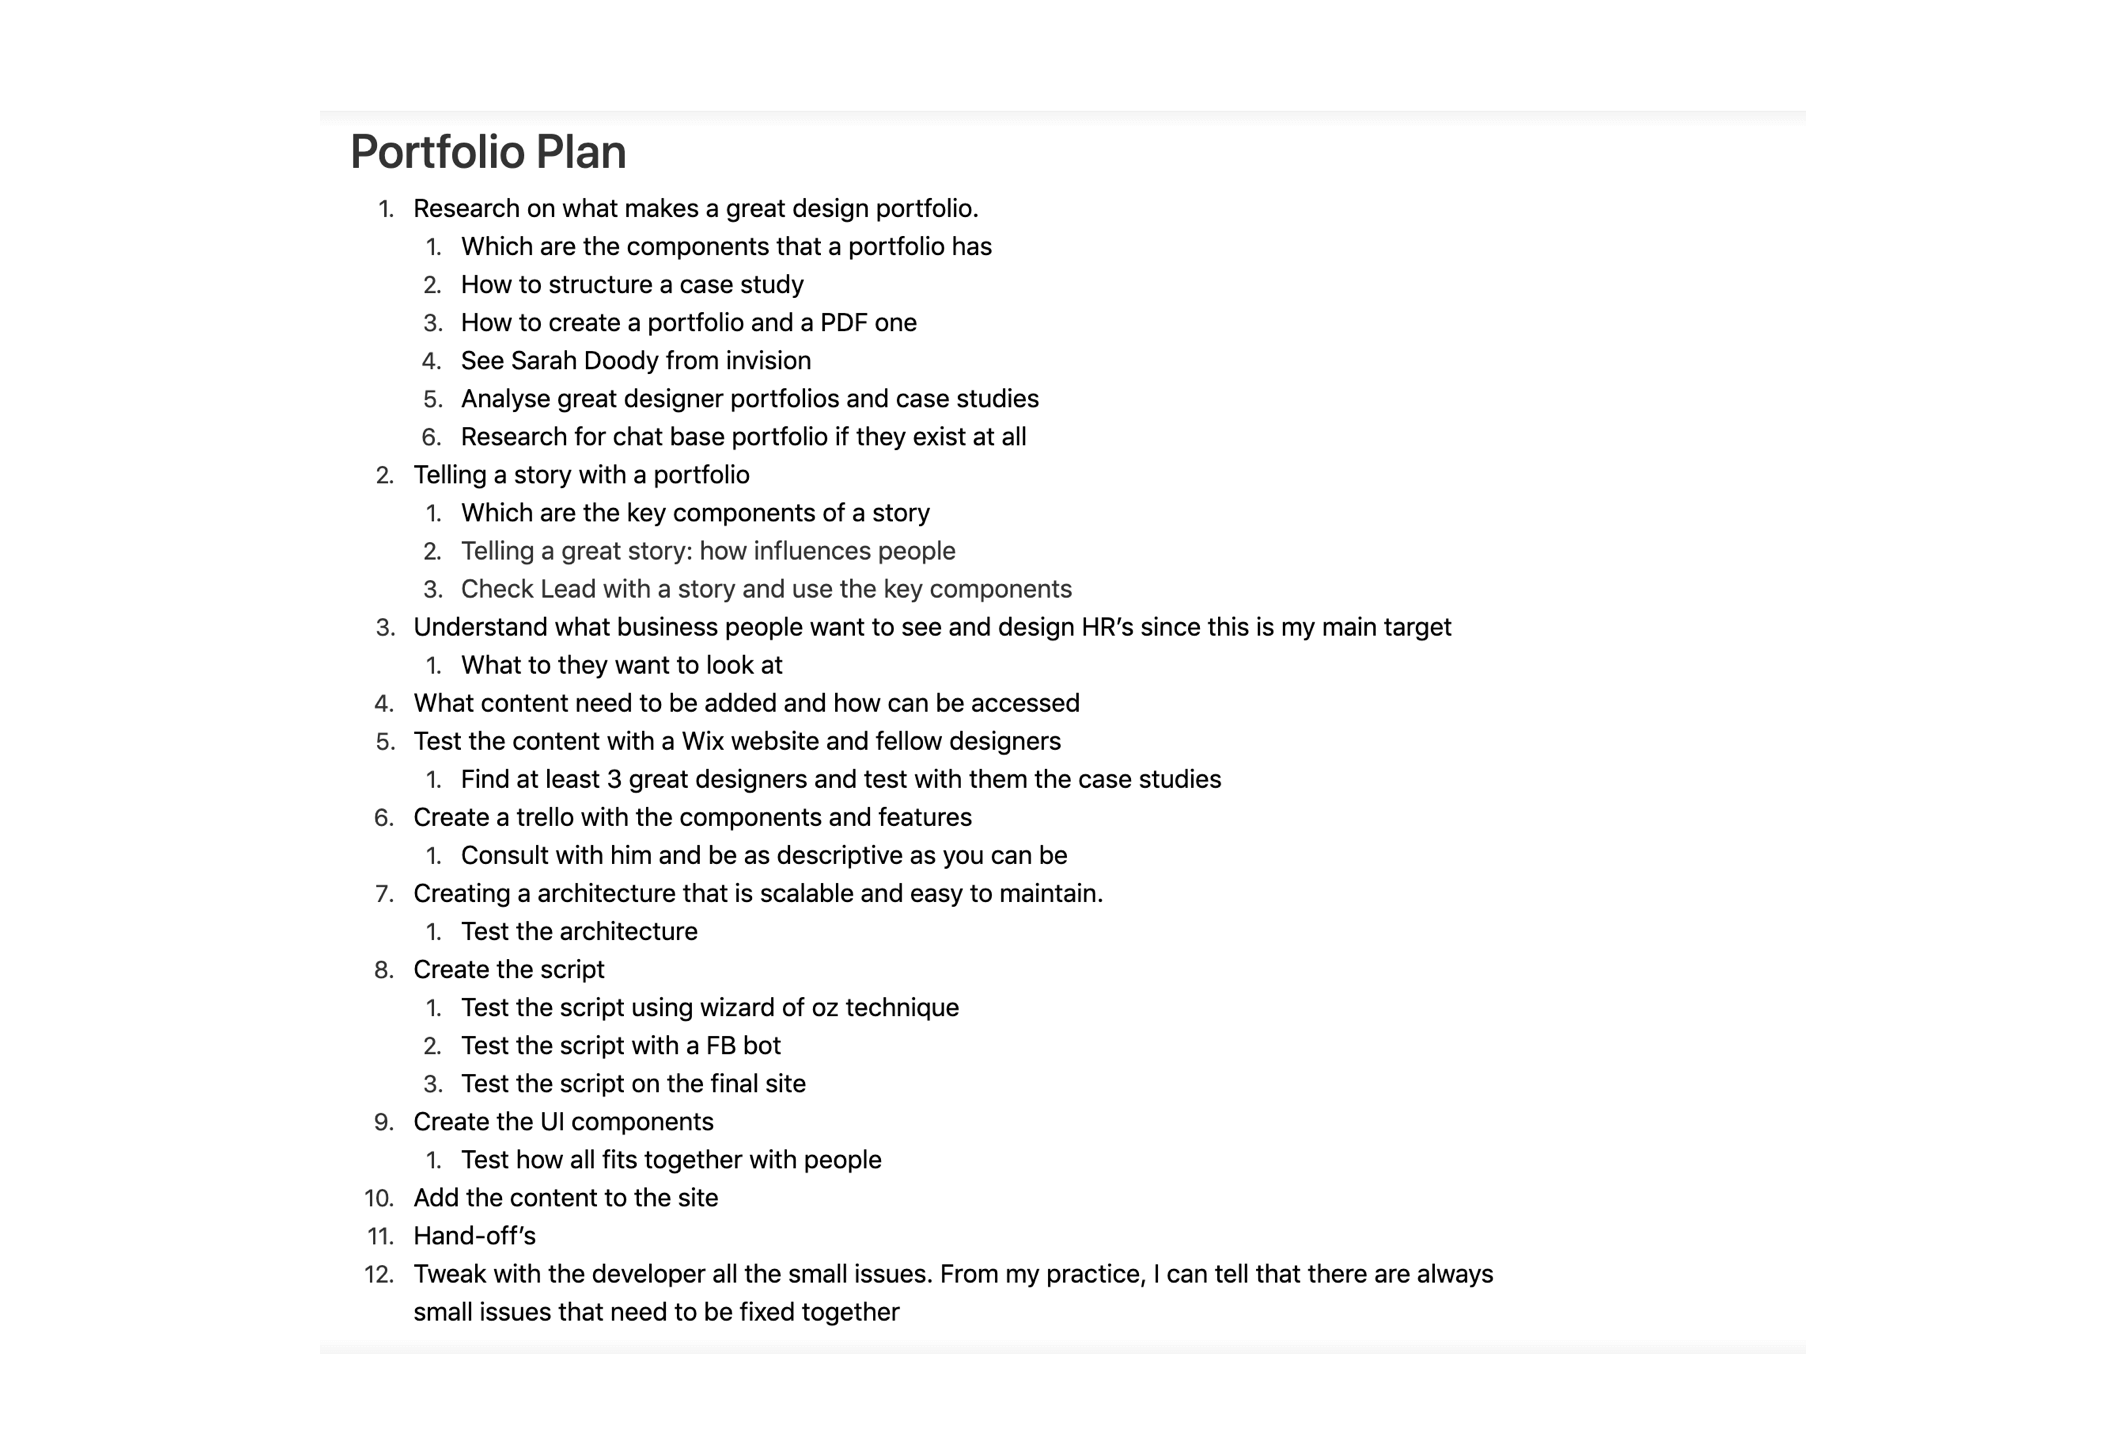 Portfolio Plan
1. Research on what makes a great design portfolio.
1. Which are the components that a portfolio has
2. How to structure a case study
3. How to create a portfolio and a PDF one
4. See Sarah Doody from invision
5. Analyse great designer portfolios and case studies
6. Research for chat base portfolio if they exist at all
2. Telling a story with a portfolio
1. Which are the key components of a story
2. Telling a great story: how influences people
3. Check Lead with a story and use the key components
3. Understand what business people want to see and design HR’s since this is my main target
1. What to they want to look at
4. What content need to be added and how can be accessed
5. Test the content with a Wix website and fellow designers
1. Find at least 3 great designers and test with them the case studies
6. Create a trello with the components and features
1. Consult with him and be as descriptive as you can be
7. Creating a architecture that is scalable and easy to maintain.
1. Test the architecture
8. Create the script
1. Test the script using wizard of oz technique
2. Test the script with a FB bot
3. Test the script on the final site
9. Create the UI components
1. Test how all fits together with people
10. Add the content to the site
11. Hand-off’s
12. Tweak with the developer all the small issues. From my practice, I can tell that there are always
small issues that need to be fixed together